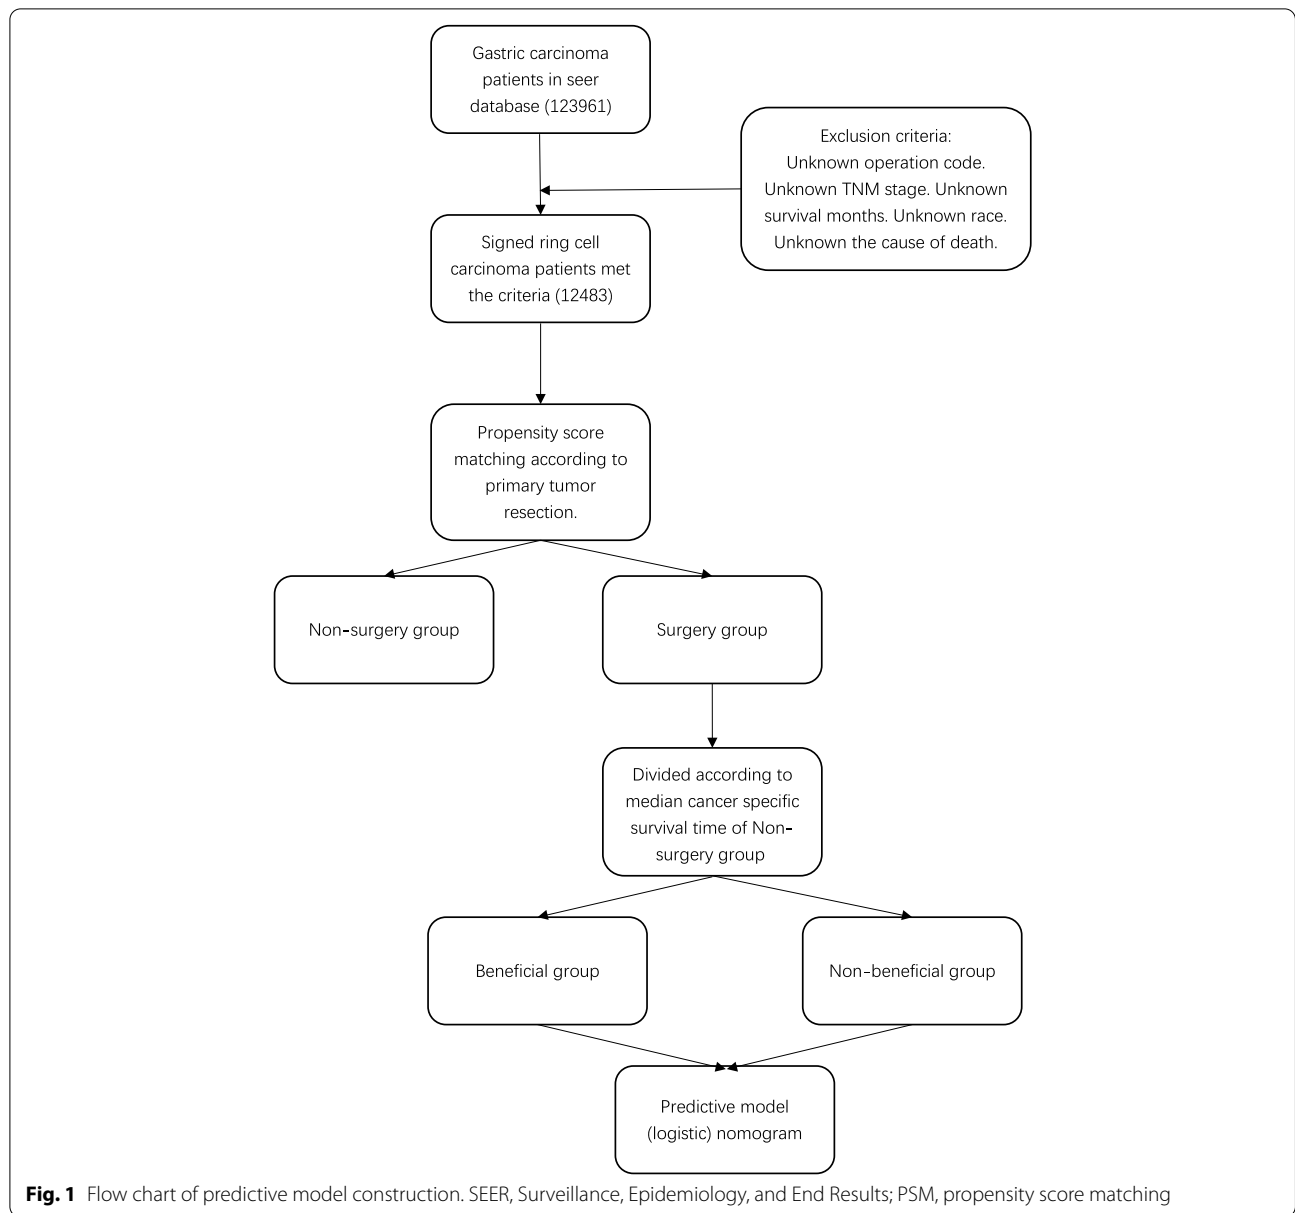 Gastric carcinoma
patients in seer
database (123961)
Exclusion criteria:
Unknown operation code.
Unknown TNM stage. Unknown
survival months. Unknown race.
Unknown the cause of death.
Signed ring cell
carcinoma patients met
the criteria (12483)
Propensity score
matching according to
primary tumor
resection.
Non-surgery group
Surgery group
Divided according to
median cancer specific
survival time of Non-
surgery group
Beneficial group
Non-beneficial group
Predictive model
(logistic) nomogram
Fig. 1 Flow chart of predictive model construction. SEER, Surveillance, Epidemiology, and End Results; PSM, propensity score matching